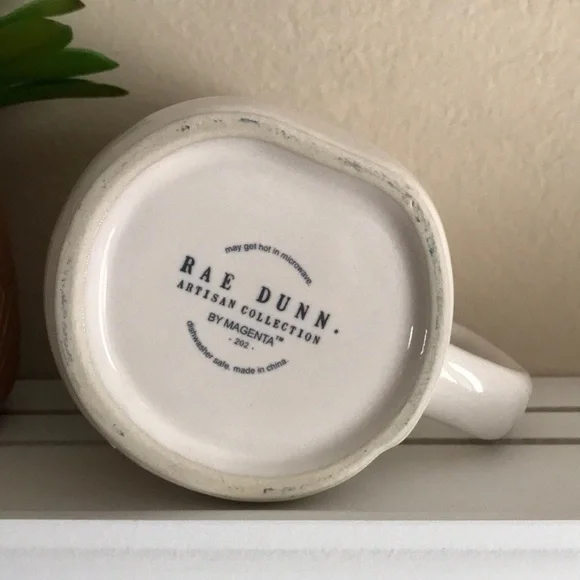 may get hot in microwave.
RAE DUNN.
ARTISAN COLLECTION
BY MAGENTA™
· 202 ·
dishwasher safe. made in china.